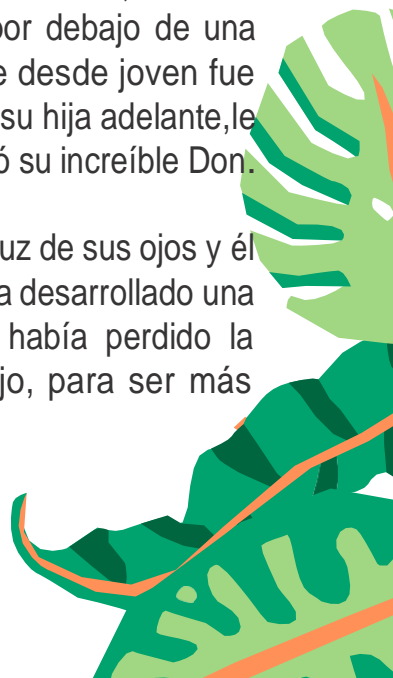 por debajo de una
desde joven fue
su hija adelante,le
ó su increíble Don.
uz de sus ojos y él
a desarrollado una
había perdido la
jo, para ser más